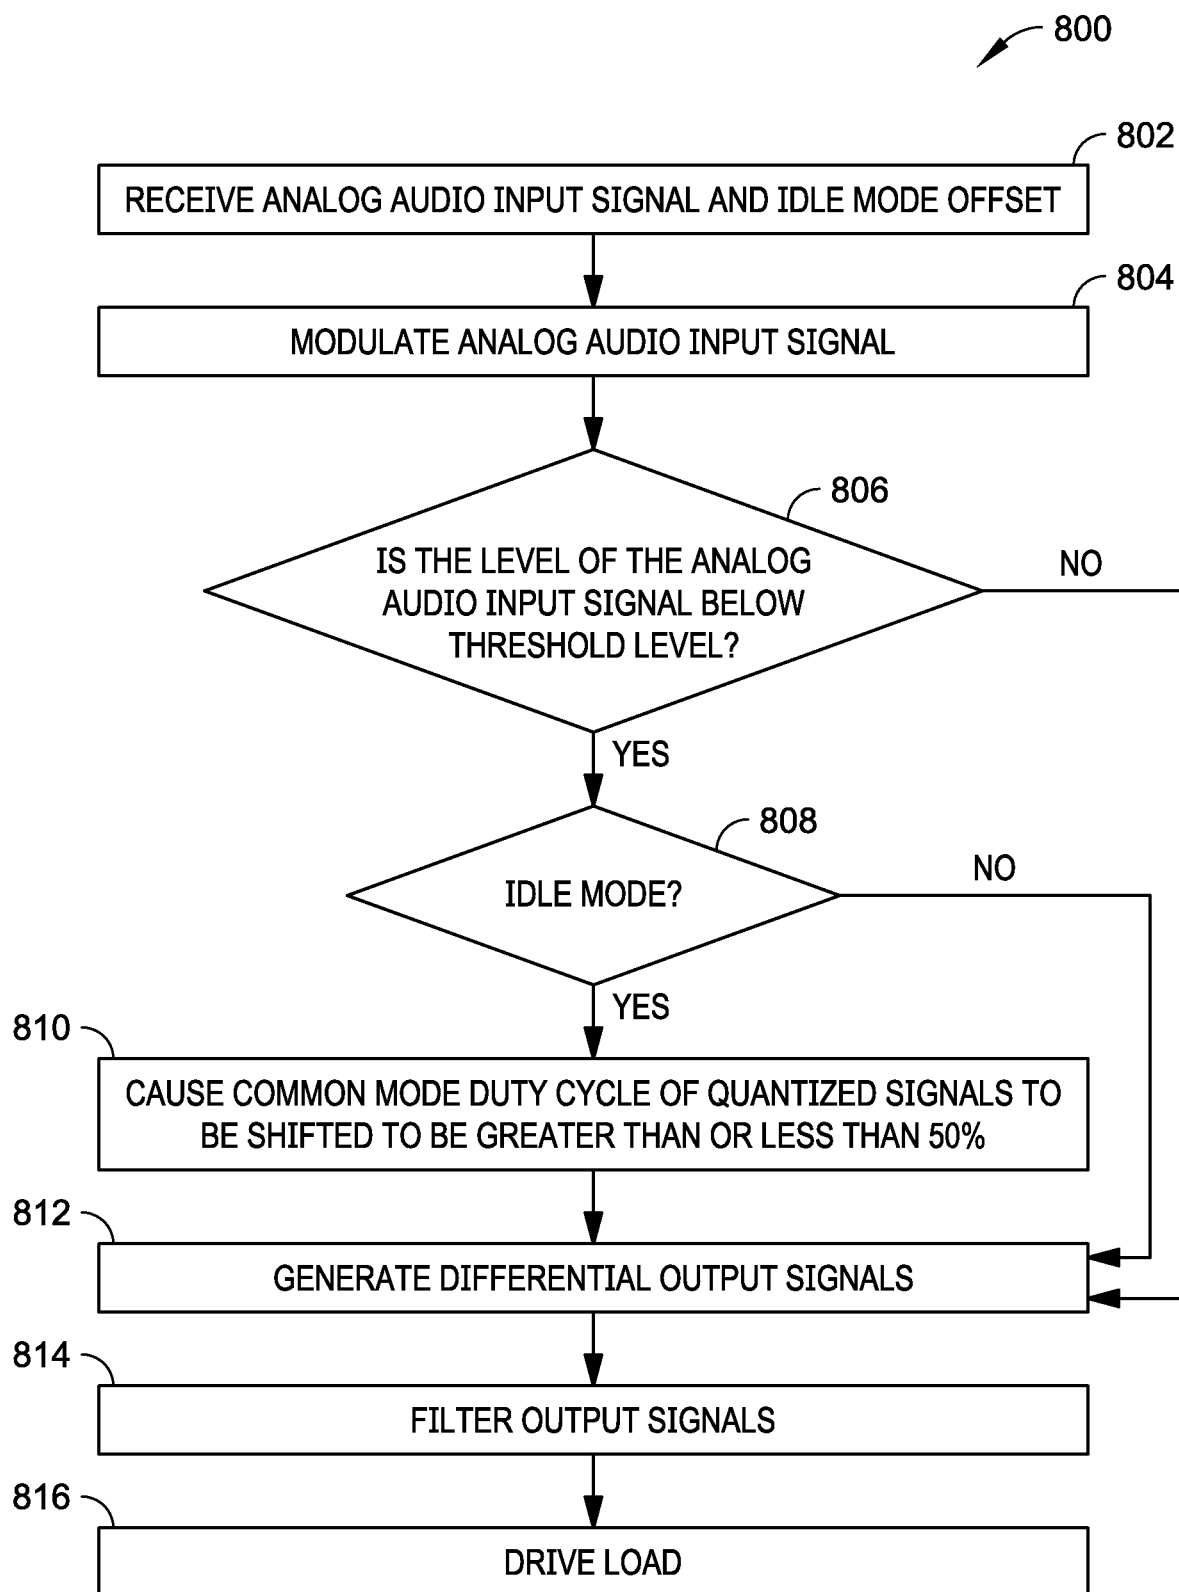 800
802
RECEIVE ANALOG AUDIO INPUT SIGNAL AND IDLE MODE OFFSET
804
MODULATE ANALOG AUDIO INPUT SIGNAL
806
IS THE LEVEL OF THE ANALOG
AUDIO INPUT SIGNAL BELOW
THRESHOLD LEVEL?
NO
YES
808
IDLE MODE?
NO
YES
810
CAUSE COMMON MODE DUTY CYCLE OF QUANTIZED SIGNALS TO
BE SHIFTED TO BE GREATER THAN OR LESS THAN 50%
812
GENERATE DIFFERENTIAL OUTPUT SIGNALS
814
FILTER OUTPUT SIGNALS
816
DRIVE LOAD